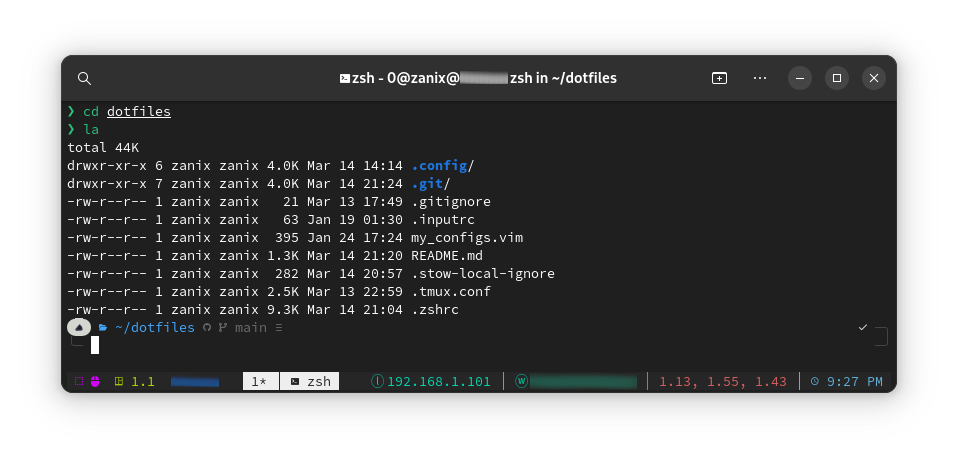 zsh - 0@zanix@ zsh in ~/dotfiles
❯ cd dotfiles
❯ la
total 44K
drwxr-xr-x 6 zanix zanix 4.0K Mar 14 14:14 .config/
drwxr-xr-x 7 zanix zanix 4.0K Mar 14 21:24 .git/
-rw-r--r-- 1 zanix zanix   21 Mar 13 17:49 .gitignore
-rw-r--r-- 1 zanix zanix   63 Jan 19 01:30 .inputrc
-rw-r--r-- 1 zanix zanix  395 Jan 24 17:24 my_configs.vim
-rw-r--r-- 1 zanix zanix 1.3K Mar 14 21:20 README.md
-rw-r--r-- 1 zanix zanix  282 Mar 14 20:57 .stow-local-ignore
-rw-r--r-- 1 zanix zanix 2.5K Mar 13 22:59 .tmux.conf
-rw-r--r-- 1 zanix zanix 9.3K Mar 14 21:04 .zshrc
~/dotfiles main ≡ ✓
1.1 1* zsh Ⓘ 192.168.1.101 | Ⓦ | 1.13, 1.55, 1.43 | 9:27 PM